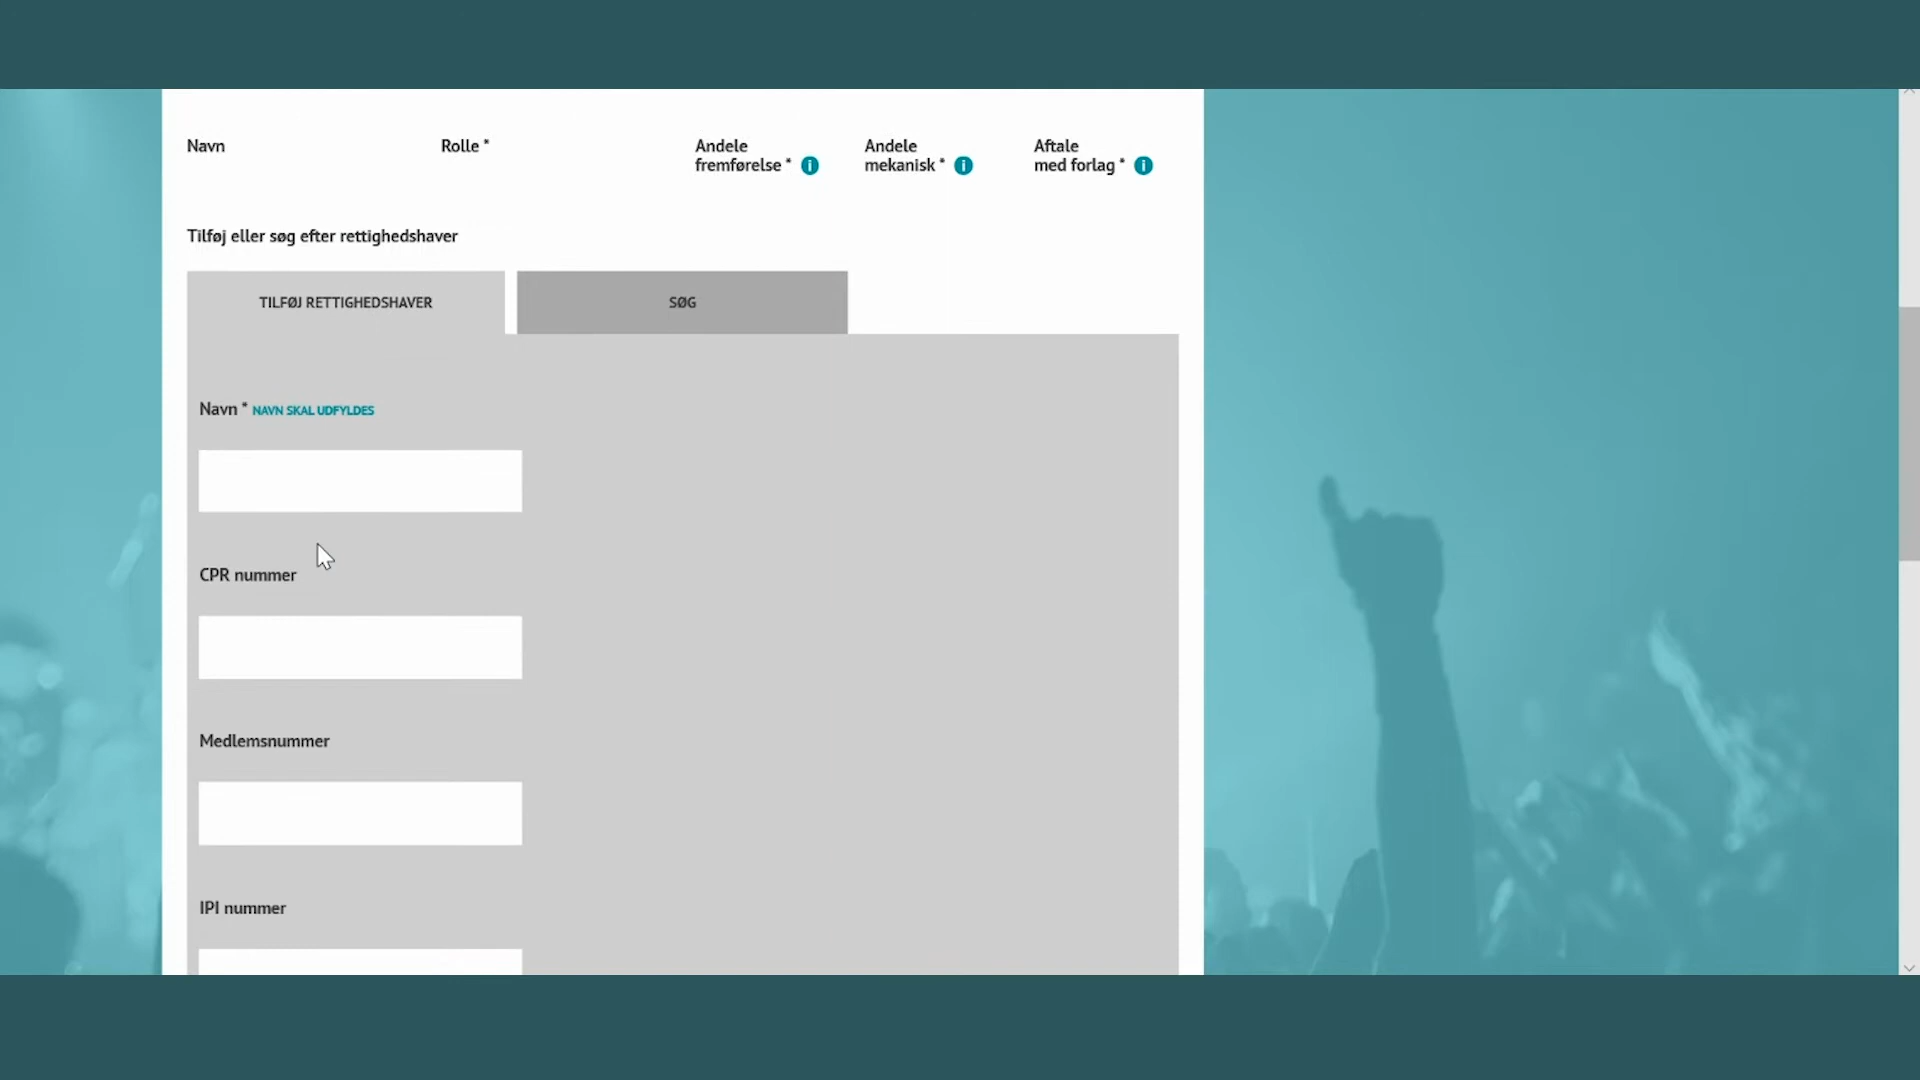 Navn
Rolle *
Andele
fremførelse *
Andele
mekanisk *
Aftale
med forlag *
Tilføj eller søg efter rettighedshaver
TILFØJ RETTIGHEDSHAVER
SØG
Navn * NAVN SKAL UDFYLDES
CPR nummer
Medlemsnummer
IPI nummer